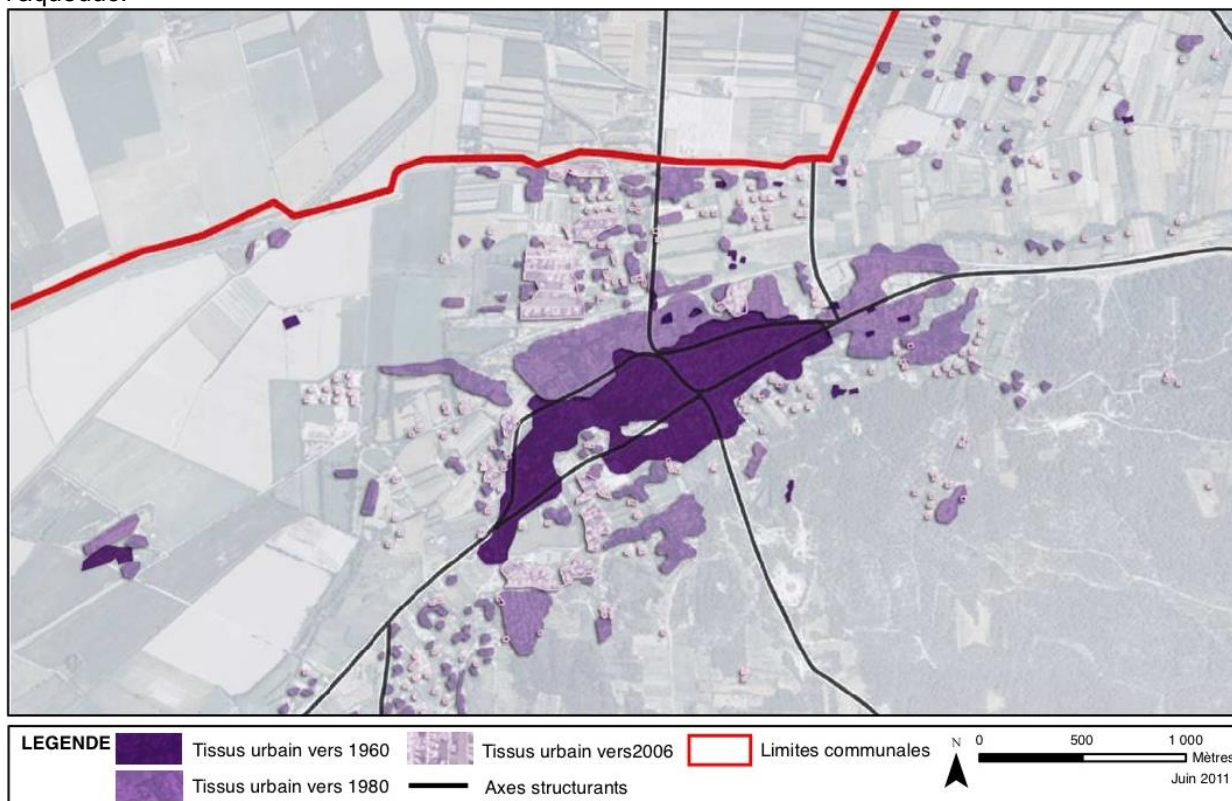 l'aqueduc.
LEGENDE
Tissus urbain vers 1960
Tissus urbain vers2006
Limites communales
Tissus urbain vers 1980
Axes structurants
N
0 500 1 000
Mètres
Juin 2011